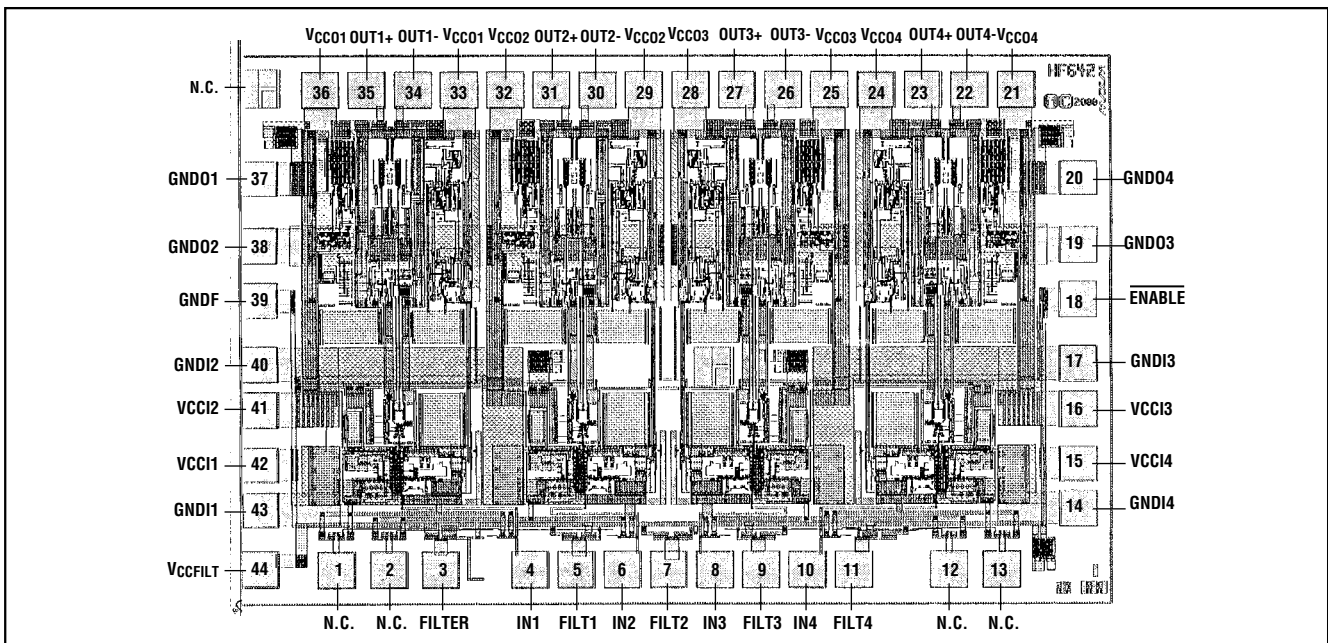 VCCO1 OUT1+ OUT1- VCCO1 VCCO2 OUT2+ OUT2- VCCO2 VCCO3 OUT3+ OUT3- VCCO3 VCCO4 OUT4+ OUT4- VCCO4
HF642
N.C.
36 35 34 33 32 31 30 29 28 27 26 25 24 23 22 21
2000
GNDO1 37
20 GNDO4
GNDO2 38
19 GNDO3
GNDF 39
18 ENABLE
GNDI2 40
17 GNDI3
VCCI2 41
16 VCCI3
VCCI1 42
15 VCCI4
GNDI1 43
14 GNDI4
VCCFILT 44
1 2 3 4 5 6 7 8 9 10 11 12 13
N.C. N.C. FILTER IN1 FILT1 IN2 FILT2 IN3 FILT3 IN4 FILT4 N.C. N.C.